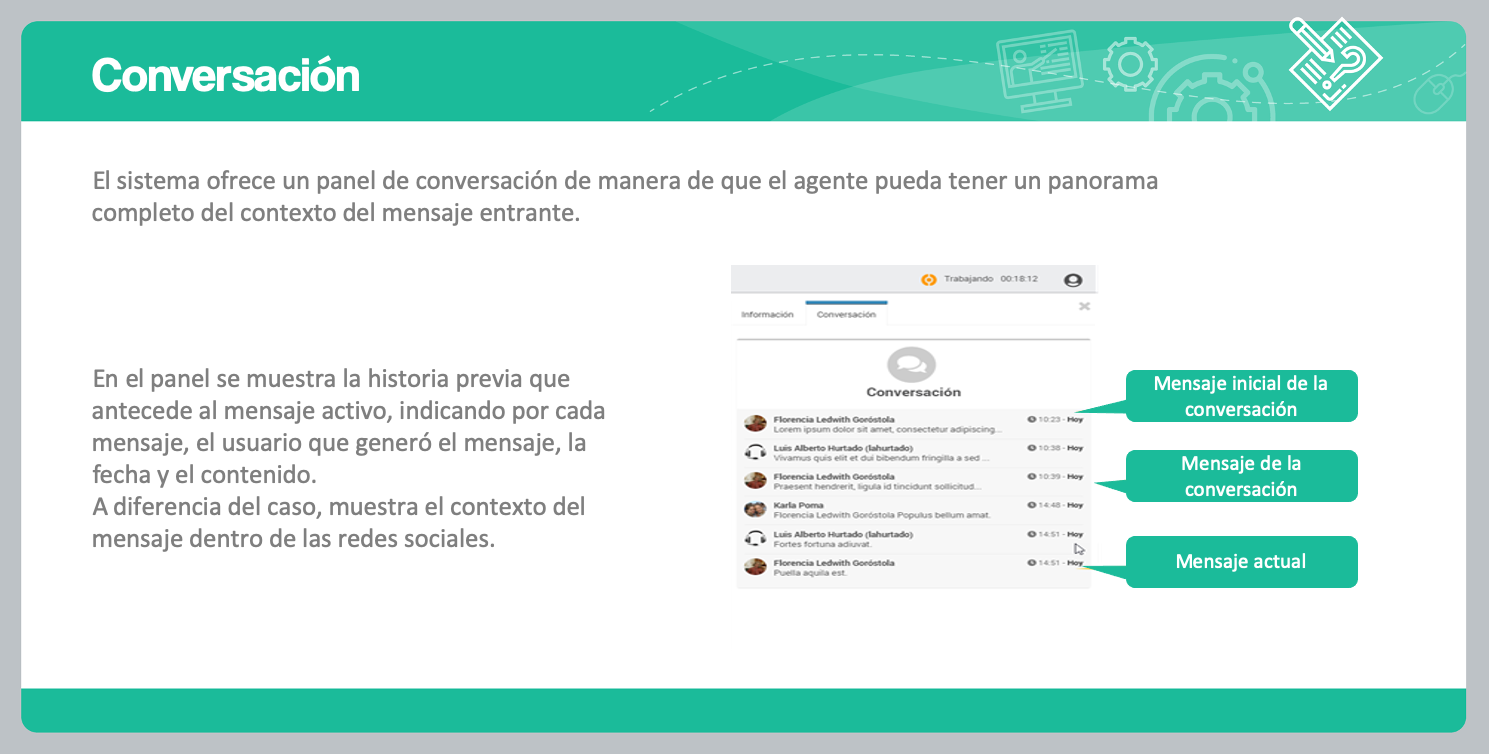 Conversación
El sistema ofrece un panel de conversación de manera de que el agente pueda tener un panorama
completo del contexto del mensaje entrante.
En el panel se muestra la historia previa que
antecede al mensaje activo, indicando por cada
mensaje, el usuario que generó el mensaje, la
fecha y el contenido.
A diferencia del caso, muestra el contexto del
mensaje dentro de las redes sociales.
Trabajando 00:18:12
Información Conversación
Conversación
Florencia Ledwith Goróstola 10:23 - Hoy
Lorem ipsum dolor sit amet, consectetur adipiscing...
Luis Alberto Hurtado (lahurtado) 10:38 - Hoy
Vivamus quis elit et dui bibendum fringilla a sed ...
Florencia Ledwith Goróstola 10:39 - Hoy
Praesent hendrerit, ligula id tincidunt sollicitud...
Karla Poma 14:48 - Hoy
Florencia Ledwith Goróstola Populus bellum amat.
Luis Alberto Hurtado (lahurtado) 14:51 - Hoy
Fortes fortuna adiuvat.
Florencia Ledwith Goróstola 14:51 - Hoy
Puella aquila est.
Mensaje inicial de la
conversación
Mensaje de la
conversación
Mensaje actual